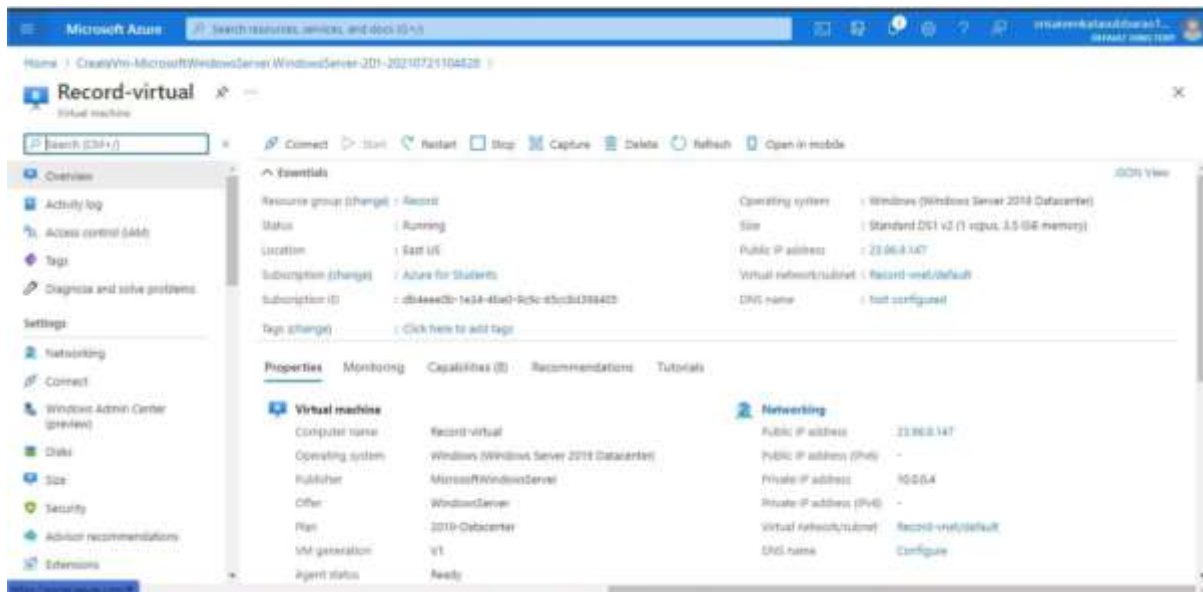 Microsoft Azure
Search resources, services, and docs (G+/)
DEFAULT DIRECTORY
Home
Record-virtual
Virtual machine
Search (Ctrl+/)
Connect Start Restart Stop Capture Delete Refresh Open in mobile
Overview
Activity log
Access control (IAM)
Tags
Diagnose and solve problems
Settings
Networking
Connect
Windows Admin Center (preview)
Disks
Size
Security
Advisor recommendations
Extensions
Essentials
JSON View
Resource group (change) : Record
Status : Running
Location : East US
Subscription (change) : Azure for Students
Subscription ID :
Tags (change) : Click here to add tags
Operating system : Windows (Windows Server 2019 Datacenter)
Size : Standard DS1 v2 (1 vcpus, 3.5 GiB memory)
Public IP address :
Virtual network/subnet : Record-vnet/default
DNS name : Not configured
Properties Monitoring Capabilities (8) Recommendations Tutorials
Virtual machine
Computer name Record-virtual
Operating system Windows (Windows Server 2019 Datacenter)
Publisher MicrosoftWindowsServer
Offer WindowsServer
Plan 2019-Datacenter
VM generation V1
Agent status Ready
Networking
Public IP address
Public IP address (IPv6) -
Private IP address 10.0.0.4
Private IP address (IPv6) -
Virtual network/subnet Record-vnet/default
DNS name Configure